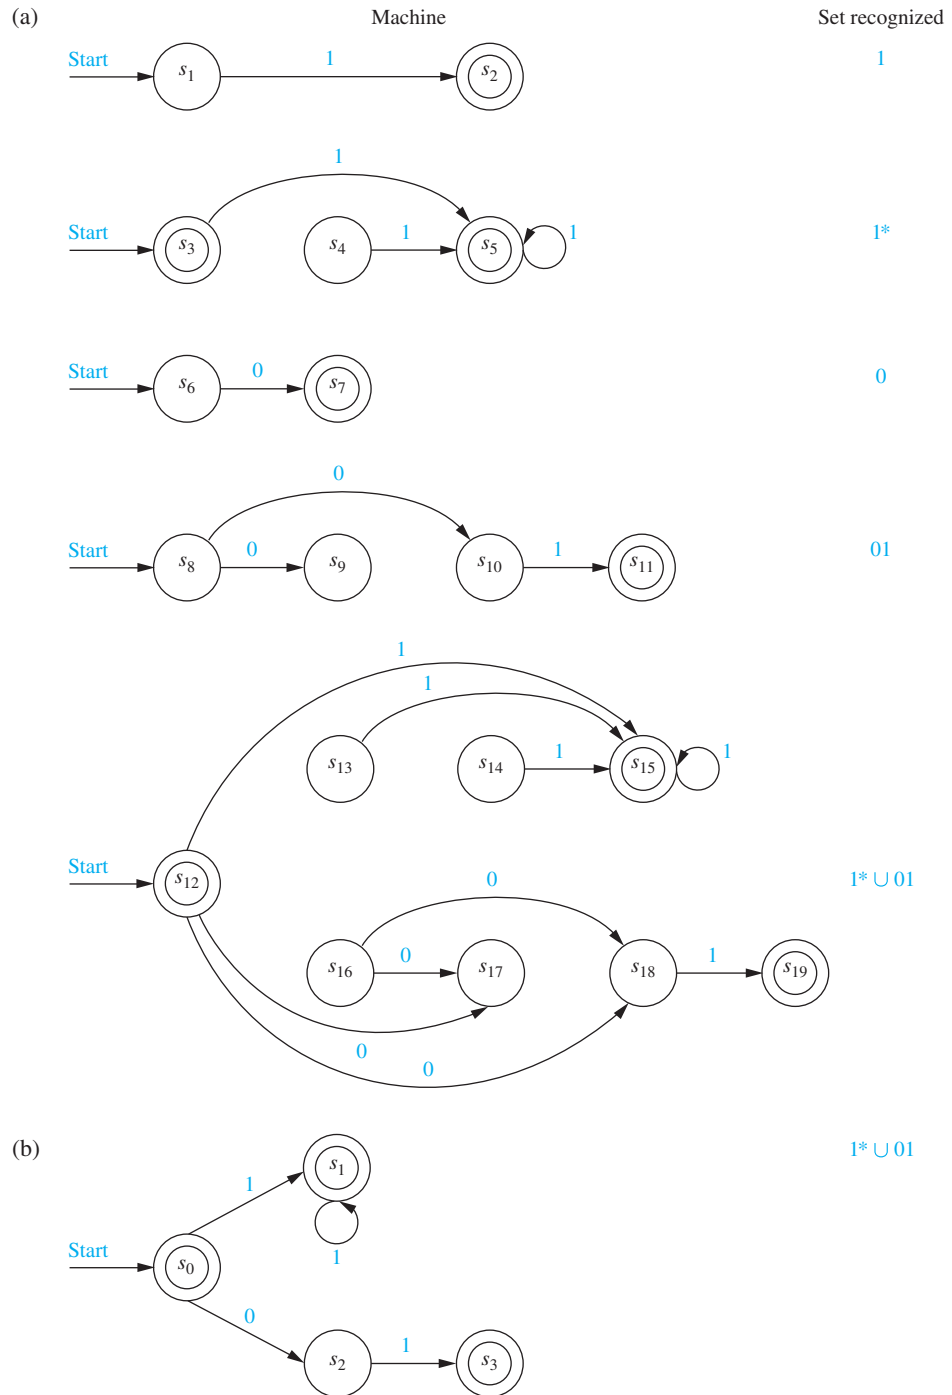 (a) Machine Set recognized
Start s1 1 s2 1
1
Start s3 s4 1 s5 1 1*
Start s6 0 s7 0
0
Start s8 0 s9 s10 1 s11 01
1
1
s13 s14 1 s15 1
Start s12 1* ∪ 01
0
s16 0 s17 s18 1 s19
0
0
(b) s1 1* ∪ 01
1
Start s0 1
0
s2 1 s3